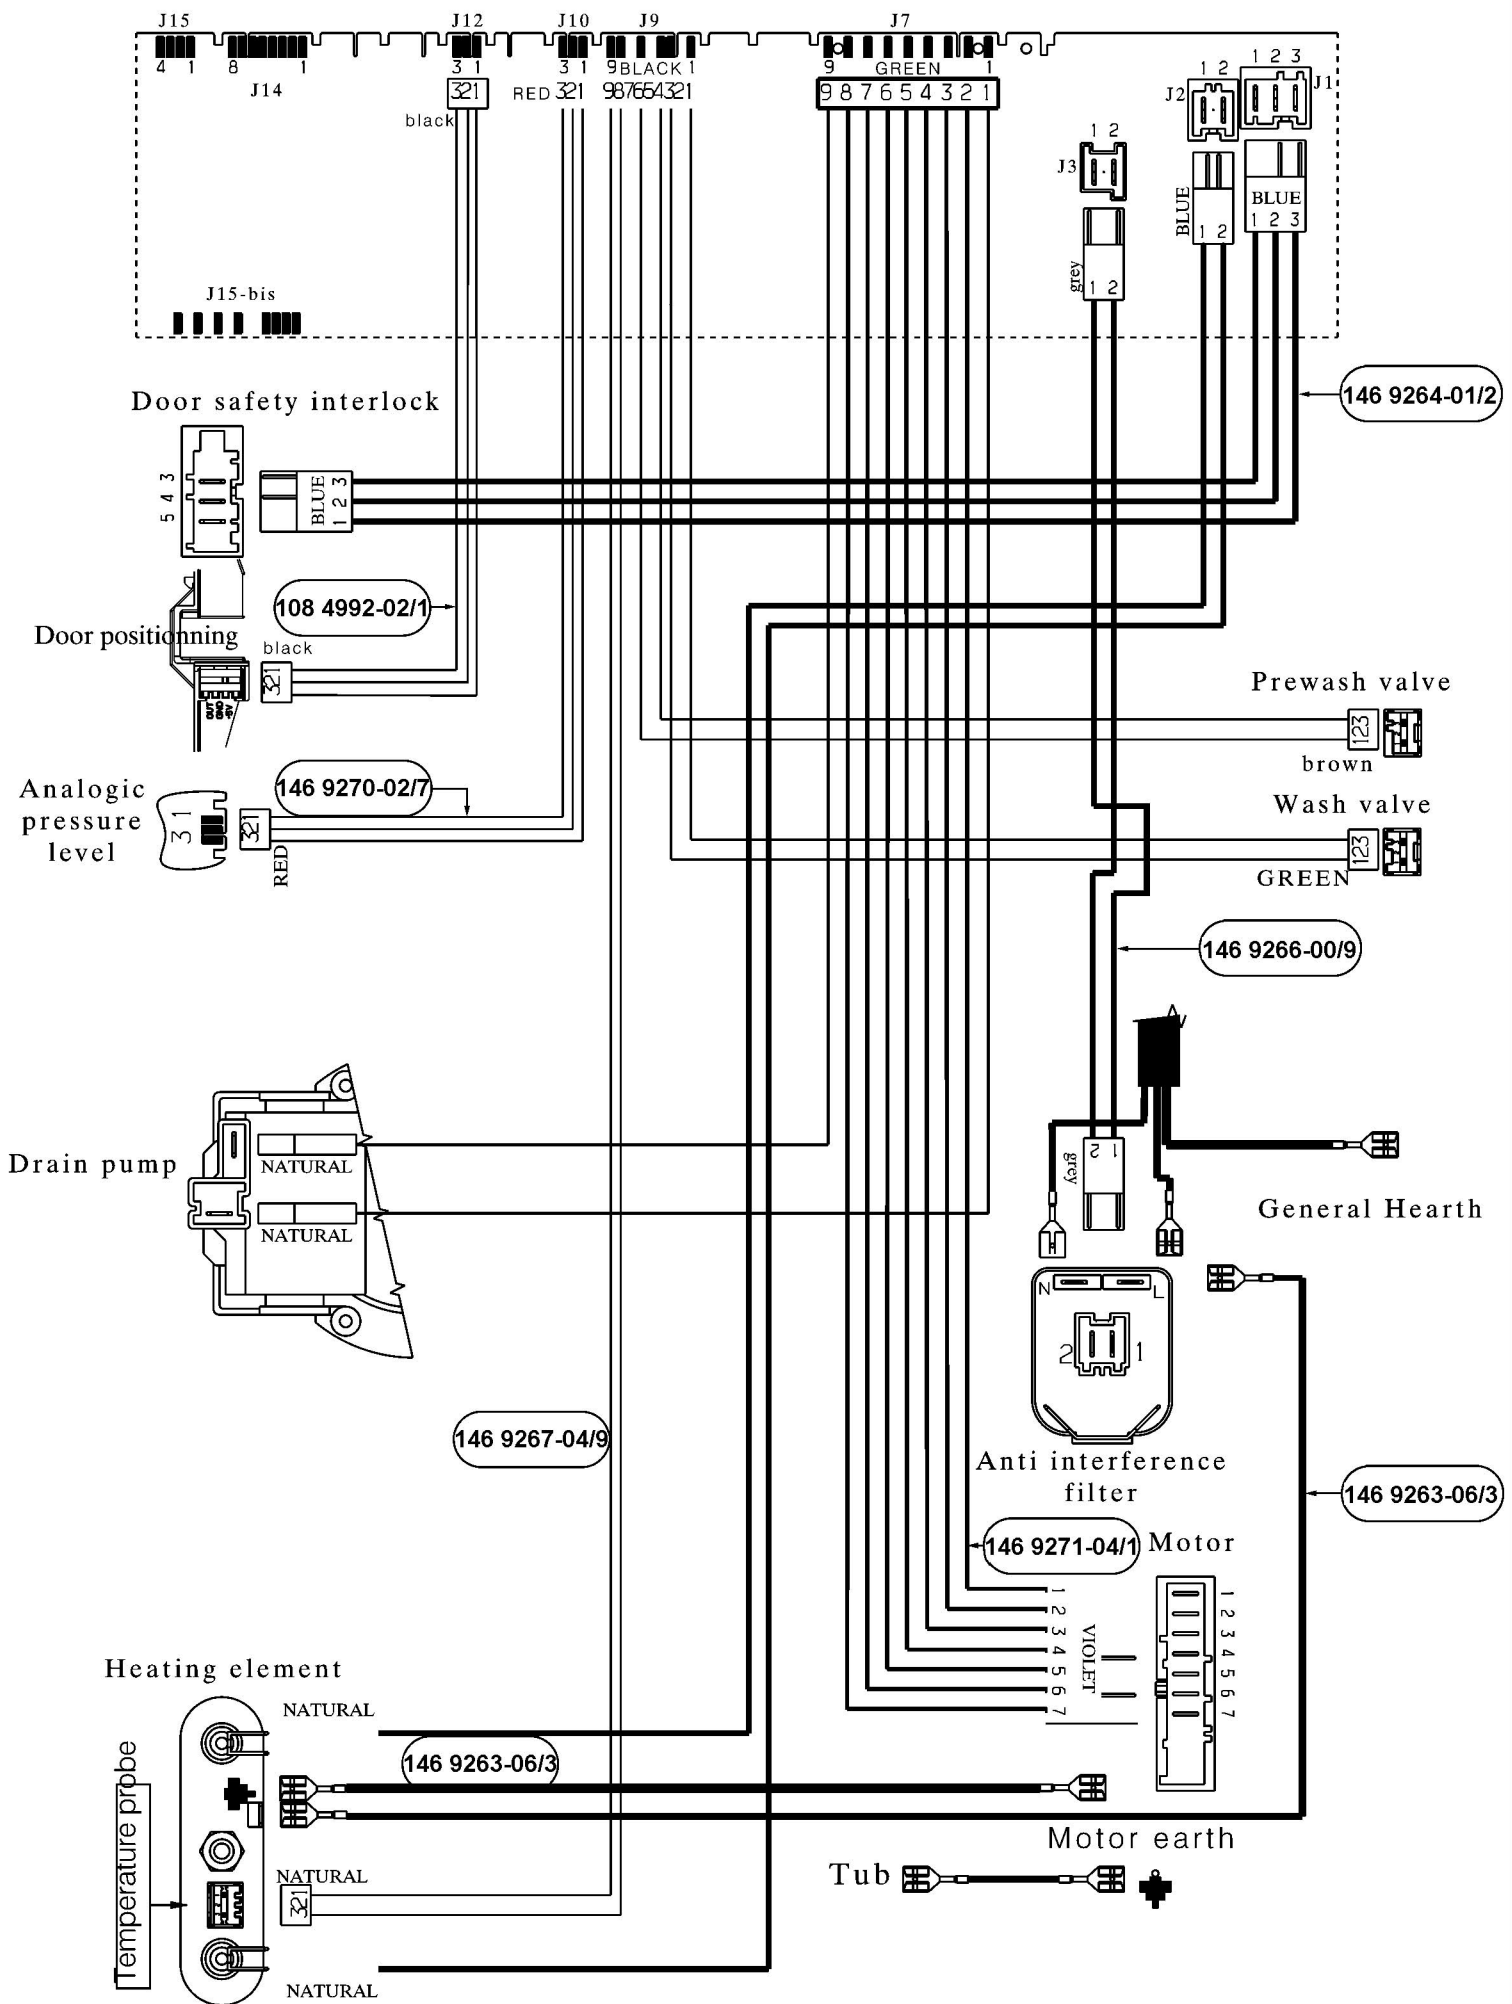 J15 J12 J10 J9 J7
4 1 8 1 3 1 3 1 9 BLACK 1 9 GREEN 1
J14
321 RED 321 987654321 9 8 7 6 5 4 3 2 1
black
1 2 3
1 2
J2 J1
1 2
J3
BLUE
BLUE
1 2 3
1 2
grey
1 2
J15-bis
146 9264-01/2
Door safety interlock
5 4 3
BLUE
1 2 3
108 4992-02/1
Door positionning
black
321
OUT
GND
+5V
Prewash valve
123
brown
Analogic
pressure
level
3 1
146 9270-02/7
321
RED
Wash valve
123
GREEN
146 9266-00/9
Drain pump
NATURAL
NATURAL
2 1
grey
General Hearth
N L
2 1
Anti interference
filter
146 9267-04/9
146 9263-06/3
146 9271-04/1
Motor
1
2
3
4
5
6
7
VIOLET
1
2
3
4
5
6
7
Heating element
NATURAL
146 9263-06/3
Temperature probe
NATURAL
321
NATURAL
Motor earth
Tub